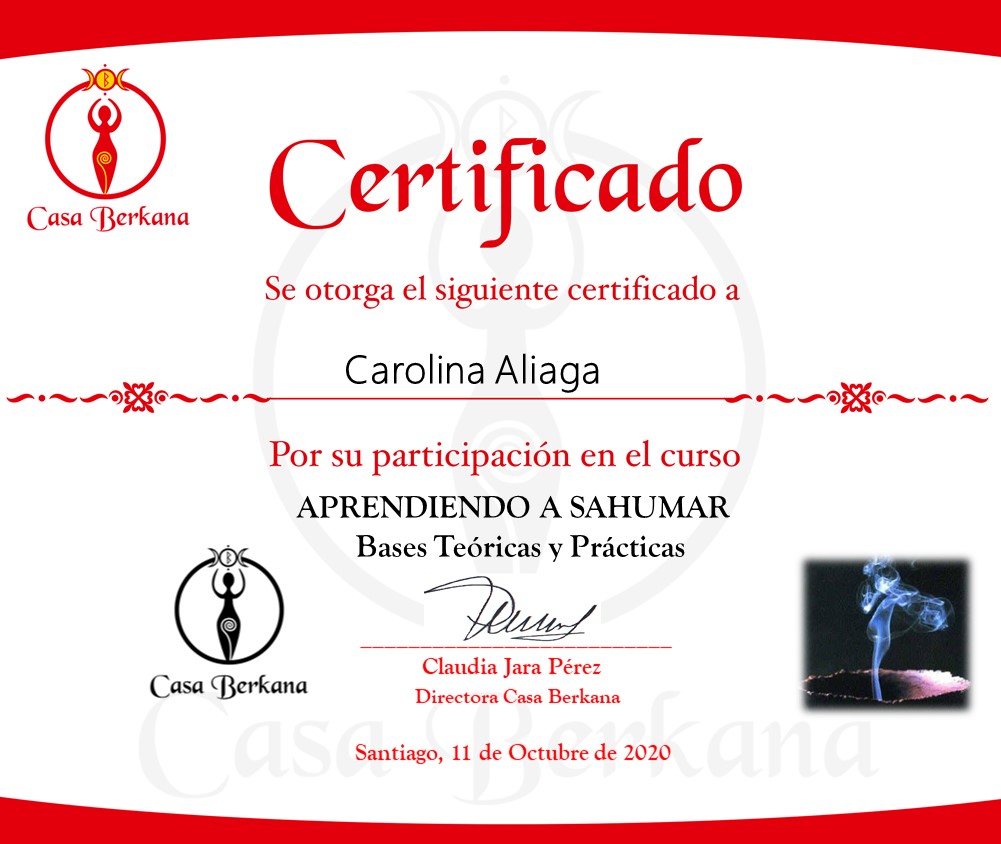 Casa Berkana
Certificado
Se otorga el siguiente certificado a
Carolina Aliaga
Por su participación en el curso
APRENDIENDO A SAHUMAR
Bases Teóricas y Prácticas
Casa Berkana
Claudia Jara Pérez
Directora Casa Berkana
Casa Berkana
Santiago, 11 de Octubre de 2020